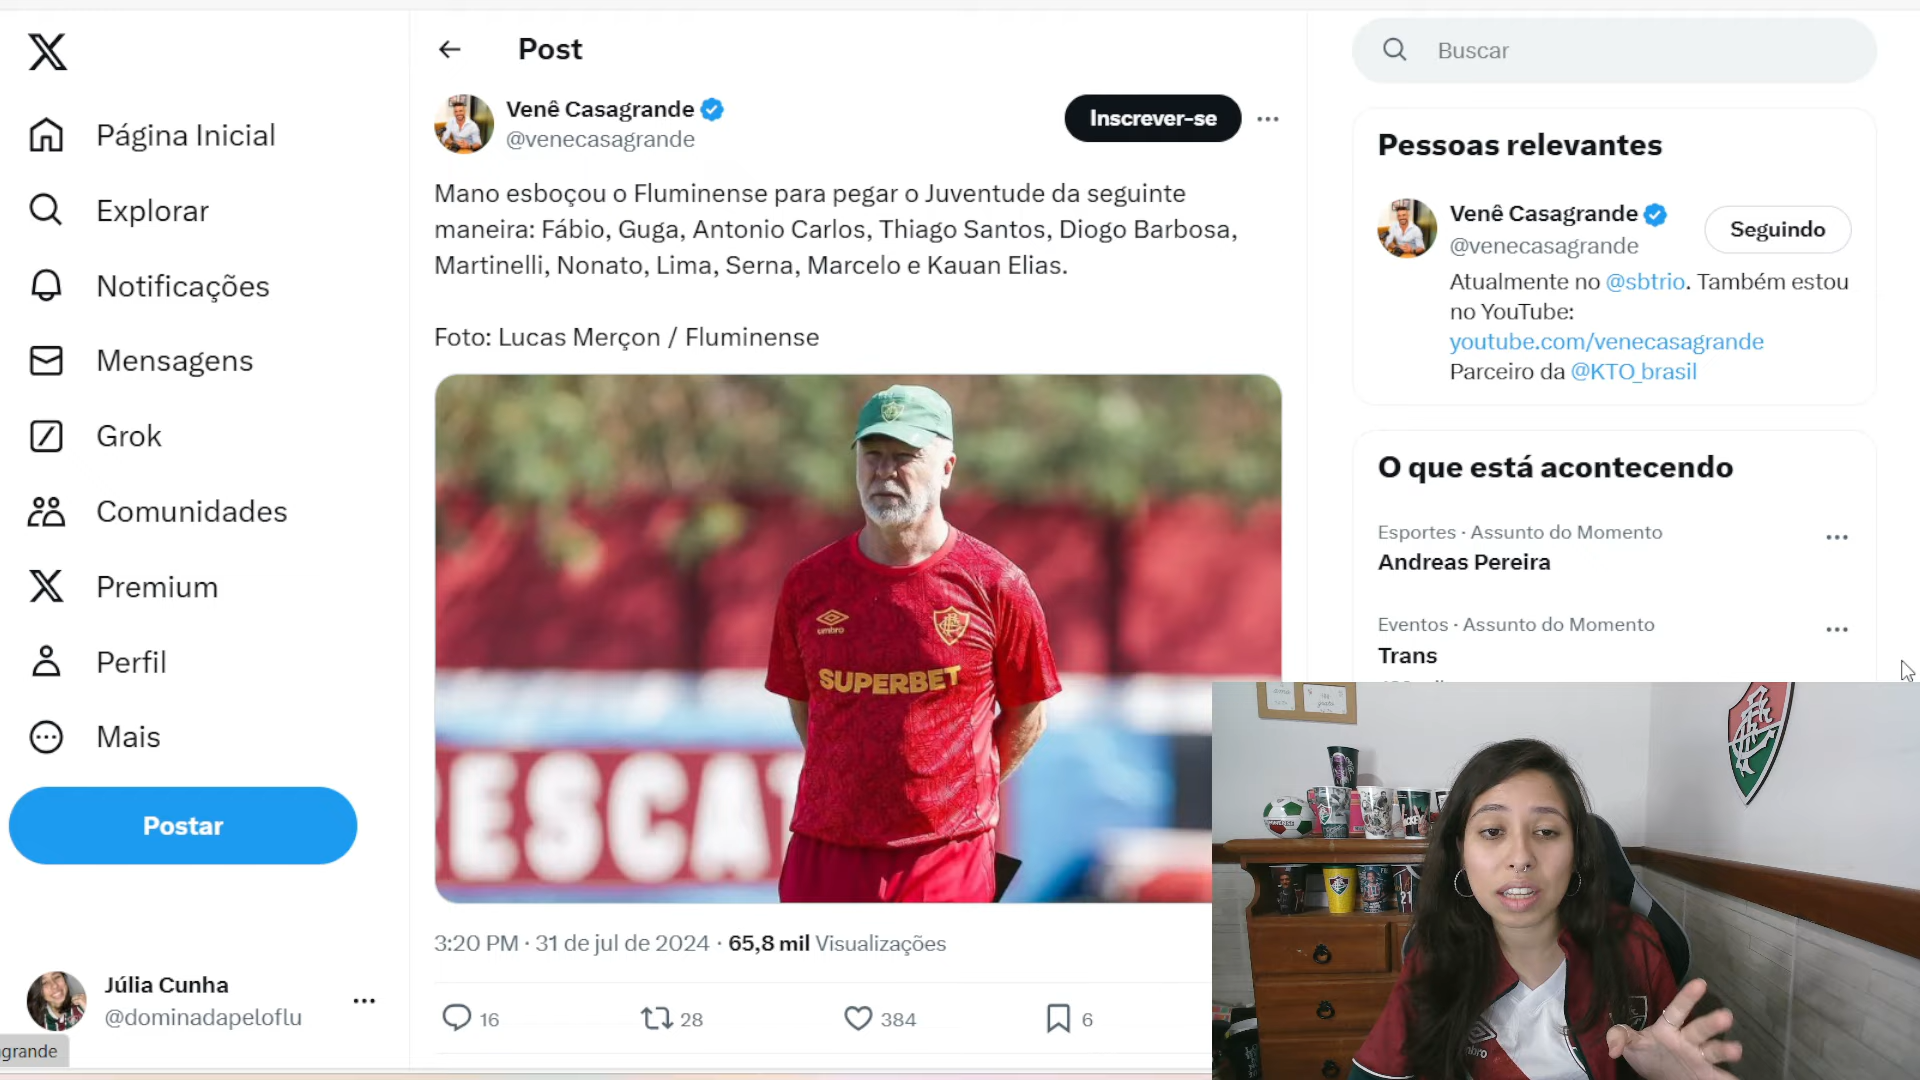 Post
Buscar
Página Inicial
Explorar
Notificações
Mensagens
Grok
Comunidades
Premium
Perfil
Mais
Postar
Júlia Cunha
@dominadapeloflu
grande
Venê Casagrande
@venecasagrande
Inscrever-se
Mano esboçou o Fluminense para pegar o Juventude da seguinte
maneira: Fábio, Guga, Antonio Carlos, Thiago Santos, Diogo Barbosa,
Martinelli, Nonato, Lima, Serna, Marcelo e Kauan Elias.
Foto: Lucas Merçon / Fluminense
umbro
SUPERBET
ESCA
3:20 PM · 31 de jul de 2024 · 65,8 mil Visualizações
16
28
384
6
Pessoas relevantes
Venê Casagrande
@venecasagrande
Seguindo
Atualmente no @sbtrio. Também estou
no YouTube:
youtube.com/venecasagrande
Parceiro da @KTO_brasil
O que está acontecendo
Esportes · Assunto do Momento
Andreas Pereira
Eventos · Assunto do Momento
Trans